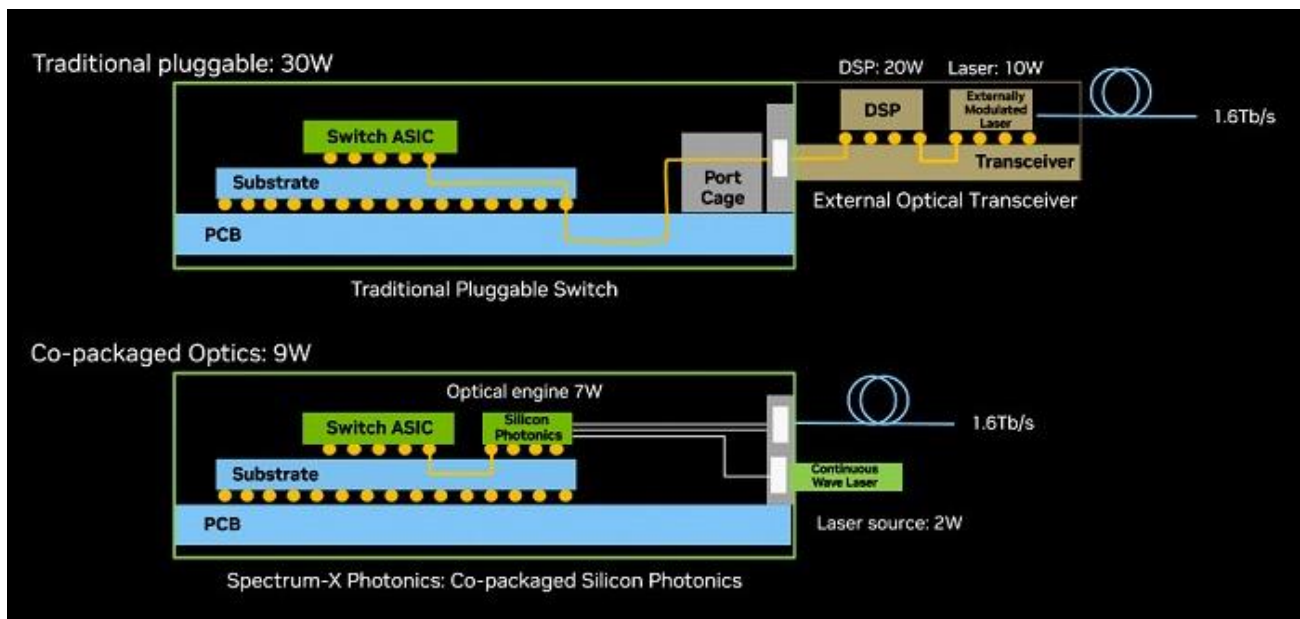 Traditional pluggable: 30W
DSP: 20W
Laser: 10W
Switch ASIC
Substrate
PCB
Port
Cage
DSP
Externally
Modulated
Laser
Transceiver
1.6Tb/s
External Optical Transceiver
Traditional Pluggable Switch
Co-packaged Optics: 9W
Optical engine 7W
Switch ASIC
Silicon
Photonics
Substrate
PCB
1.6Tb/s
Continuous
Wave Laser
Laser source: 2W
Spectrum-X Photonics: Co-packaged Silicon Photonics